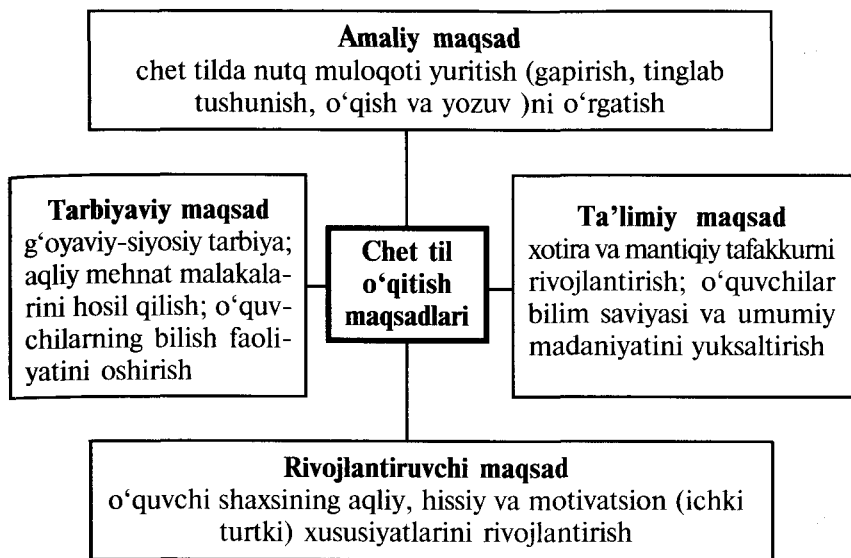 Amaliy maqsad
chet tilda nutq muloqoti yuritish (gapirish, tinglab
tushunish, o‘qish va yozuv )ni o‘rgatish
Tarbiyaviy maqsad
g‘oyaviy-siyosiy tarbiya;
aqliy mehnat malakala-
rini hosil qilish; o‘quv-
chilarning bilish faoli-
yatini oshirish
Chet til
o‘qitish
maqsadlari
Ta’limiy maqsad
xotira va mantiqiy tafakkurni
rivojlantirish; o‘quvchilar
bilim saviyasi va umumiy
madaniyatini yuksaltirish
Rivojlantiruvchi maqsad
o‘quvchi shaxsining aqliy, hissiy va motivatsion (ichki
turtki) xususiyatlarini rivojlantirish